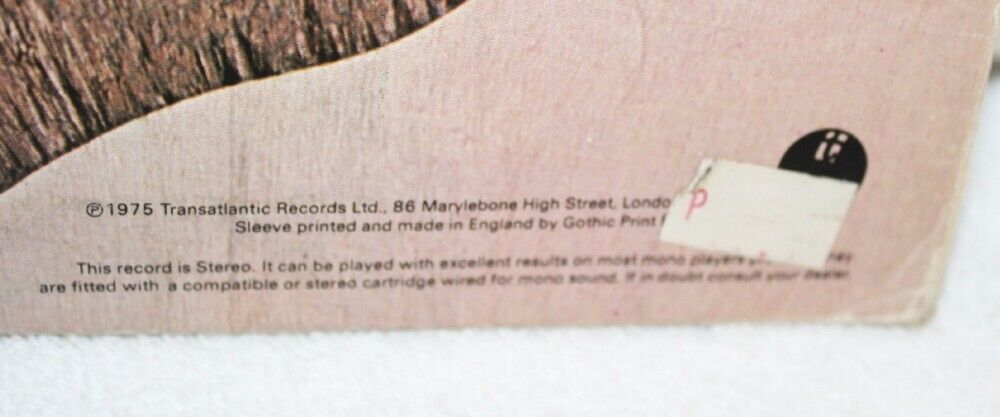 ℗ 1975 Transatlantic Records Ltd., 86 Marylebone High Street, Londo
Sleeve printed and made in England by Gothic Print
This record is Stereo. It can be played with excellent results on most mono players
are fitted with a compatible or stereo cartridge wired for mono sound. If in doubt consult your dealer.
p